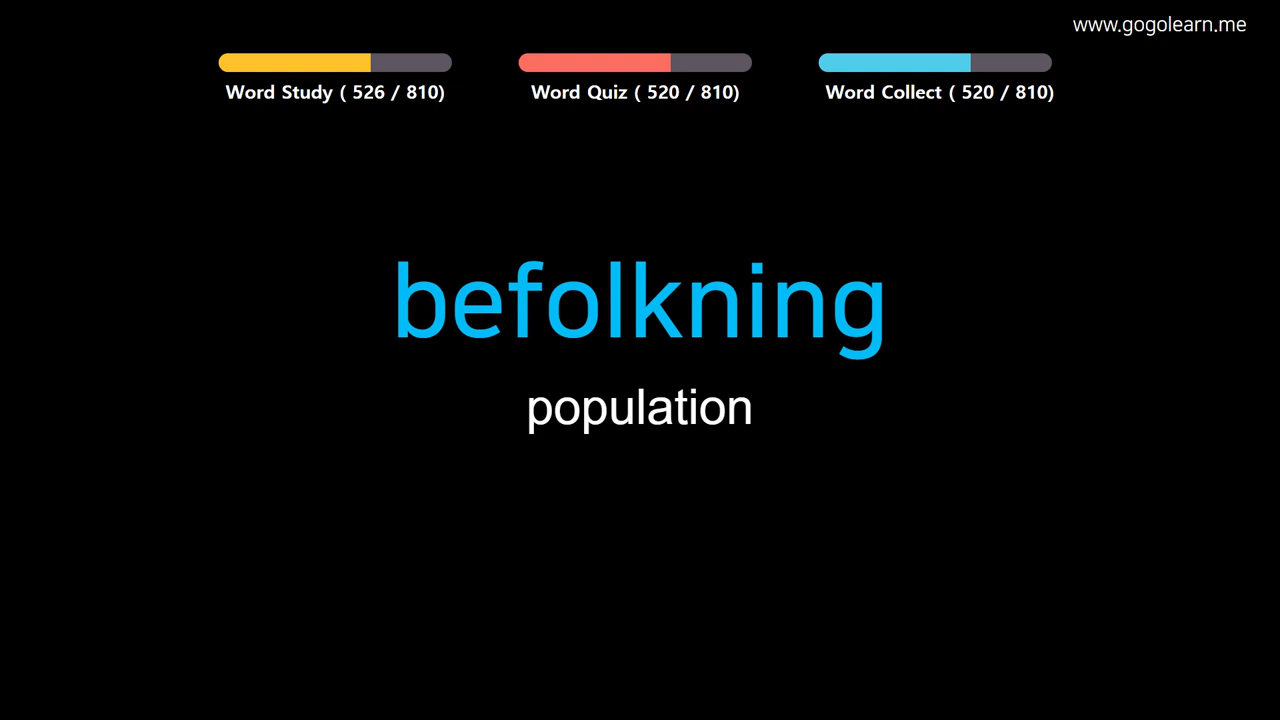 www.gogolearn.me
Word Study ( 526 / 810)
Word Quiz ( 520 / 810)
Word Collect ( 520 / 810)
befolkning
population